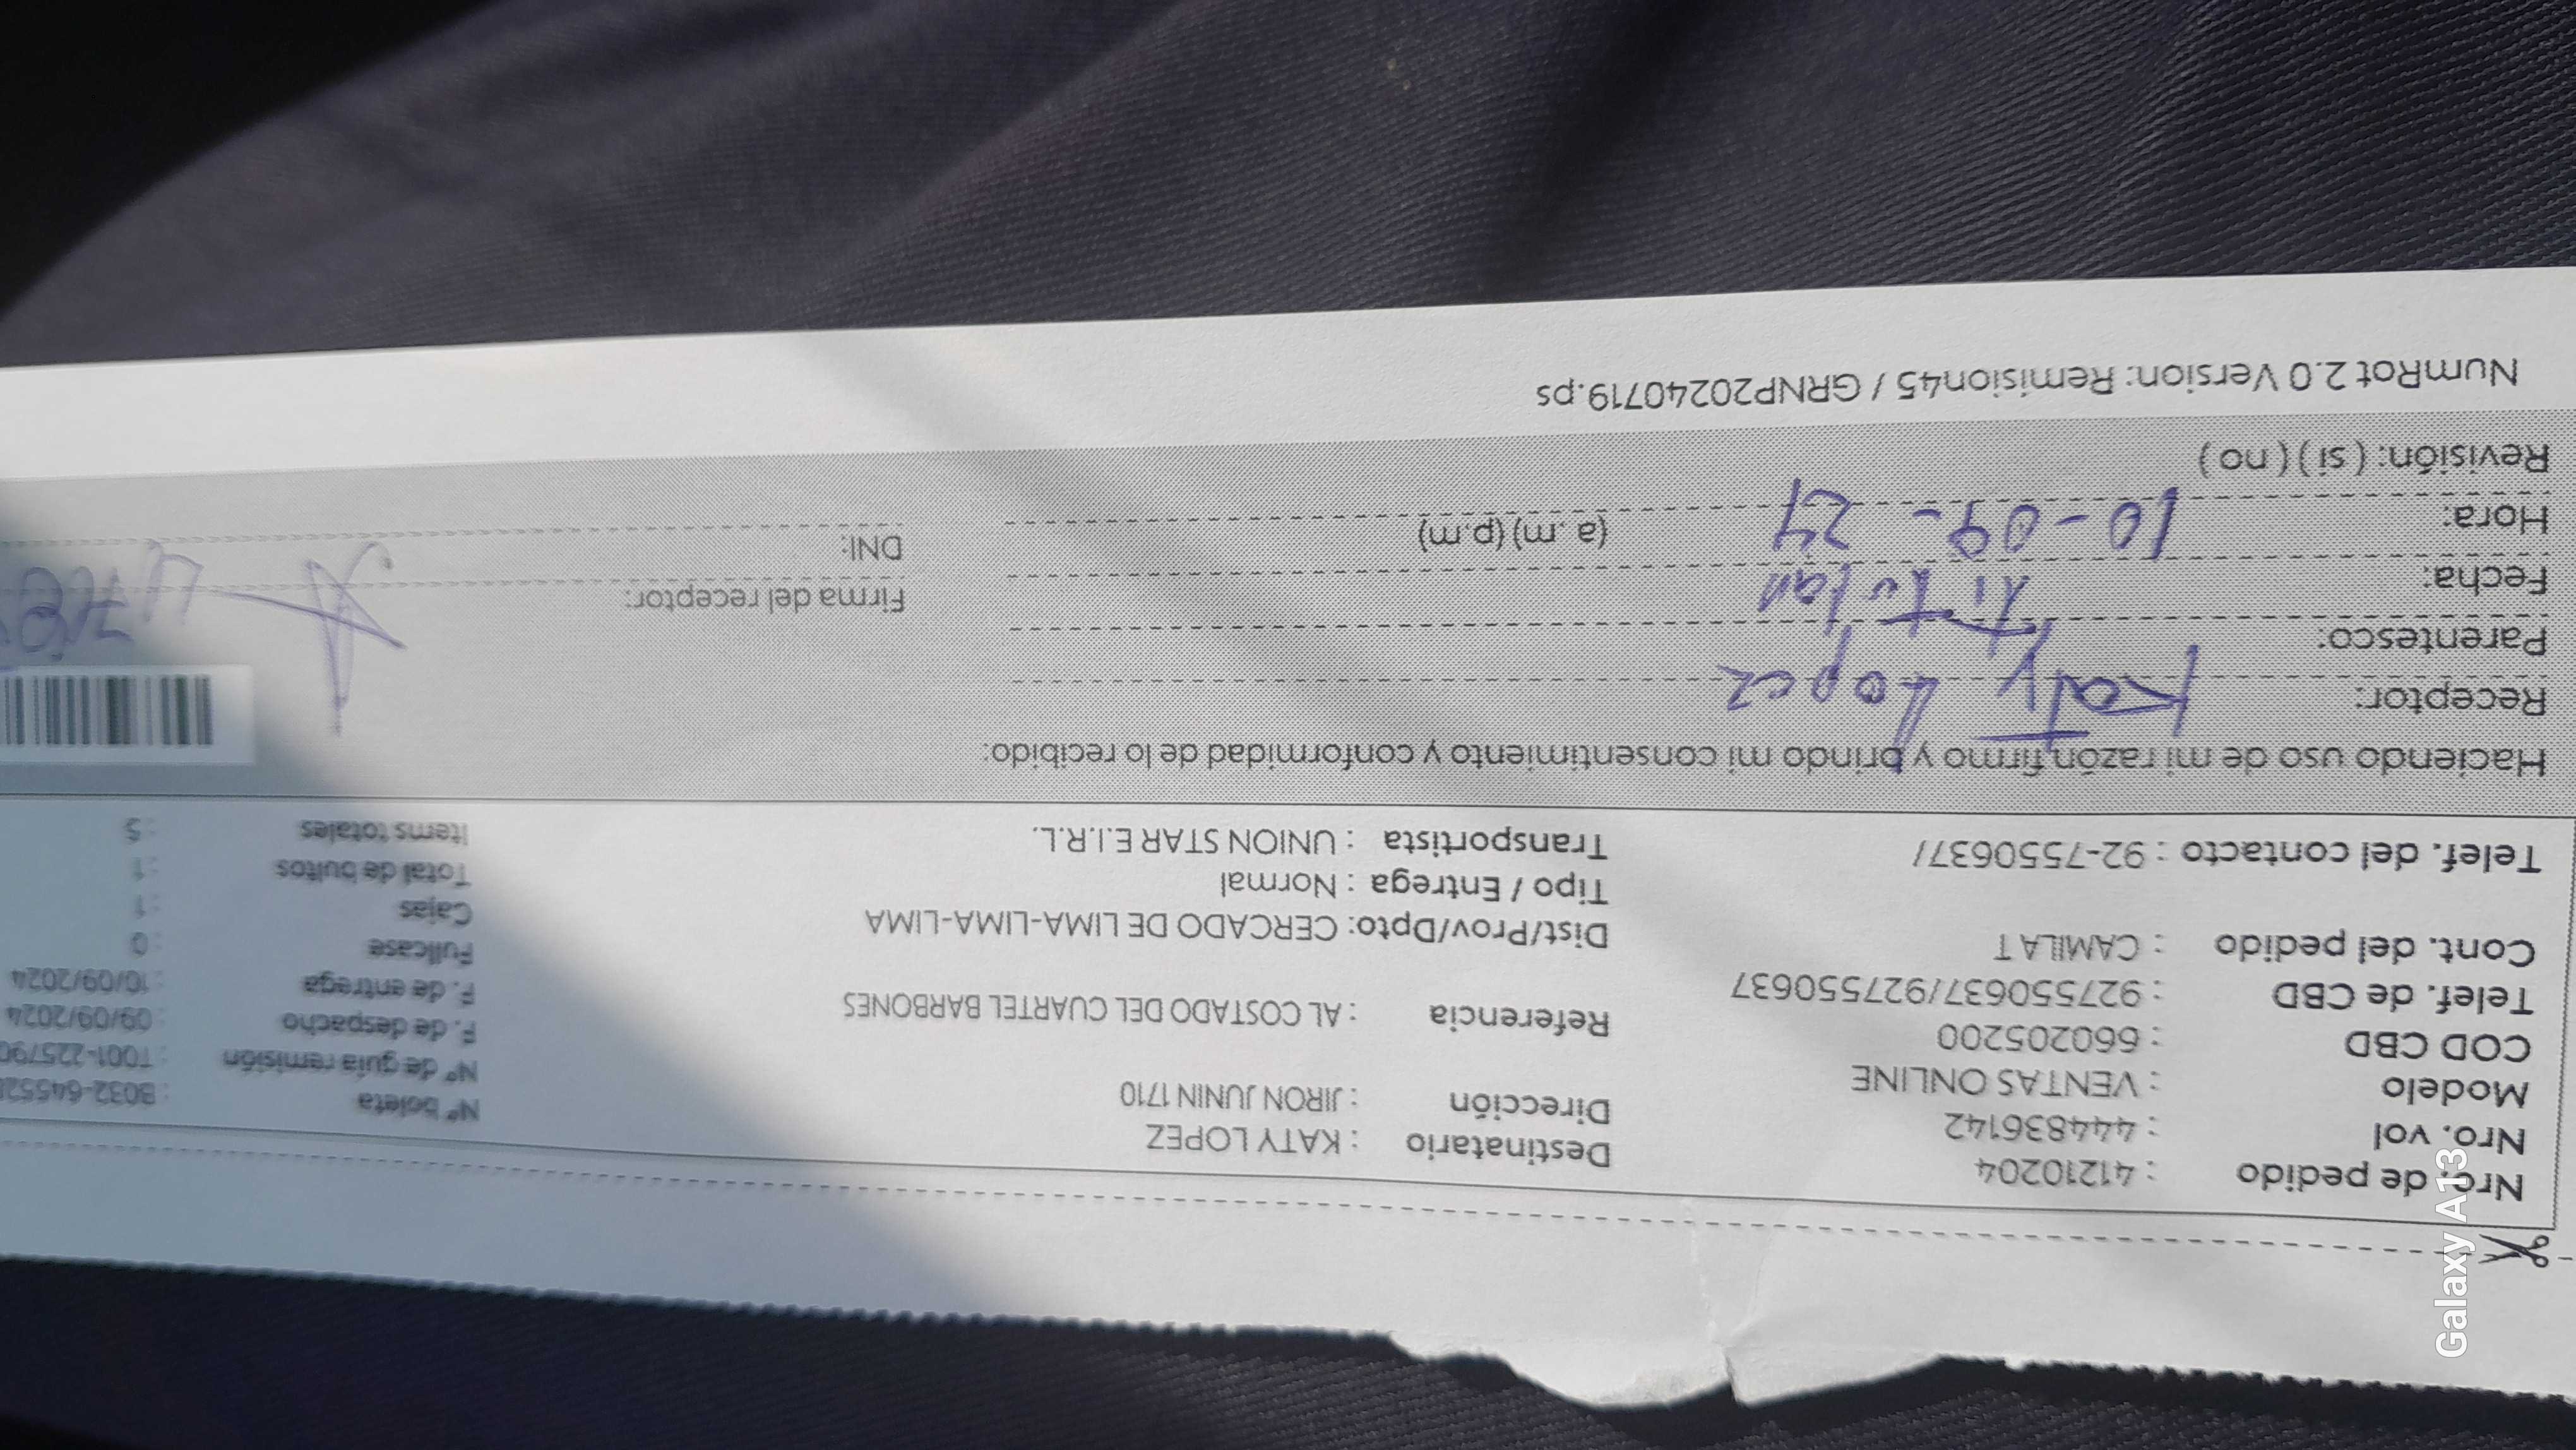 Nro. de pedido : 41210204
Nro. vol : 444836142
Modelo : VENTAS ONLINE
COD CBD : 660205200
Telef. de CBD : 927550637/927550637
Cont. del pedido : CAMILA T
Telef. del contacto : 92-7550637/
Destinatario : KATY LOPEZ
Dirección : JIRON JUNIN 1710
Referencia : AL COSTADO DEL CUARTEL BARBONES
Dist/Prov/Dpto: CERCADO DE LIMA-LIMA-LIMA
Tipo / Entrega : Normal
Transportista : UNION STAR E.I.R.L.
Nº boleta : B032-64552
Nº de guía remisión : T001-22579
F. de despacho : 09/09/2024
F. de entrega : 10/09/2024
Fullcase : 0
Cajas : 1
Total de bultos : 1
Items totales : 5
Haciendo uso de mi razón firmo y brindo mi consentimiento y conformidad de lo recibido:
Receptor: Katy Lopez
Parentesco: titular
Fecha: 10-09-24
Hora: (a.m) (p.m)
Revisión: ( sí ) ( no )
Firma del receptor:
DNI:
NumRot 2.0 Version: Remision45 / GRNP20240719.ps
Galaxy A13